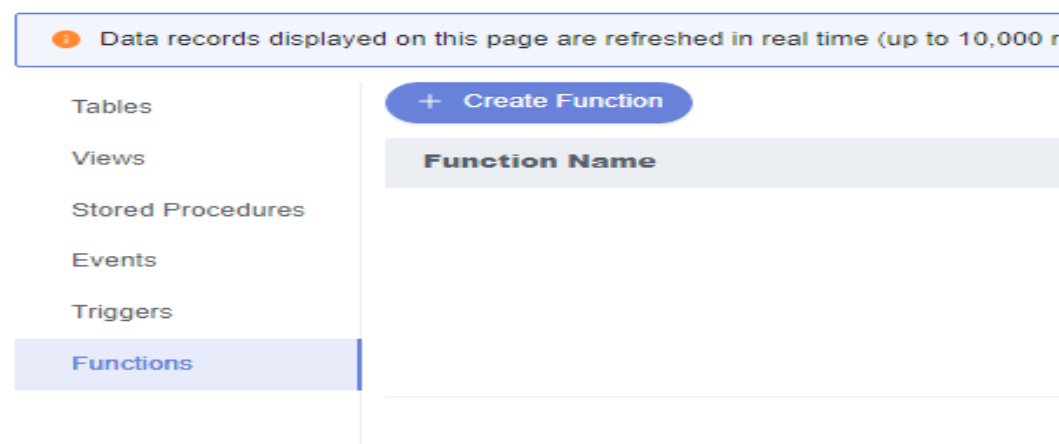 Data records displayed on this page are refreshed in real time (up to 10,000
Tables
Views
Stored Procedures
Events
Triggers
Functions
+ Create Function
Function Name